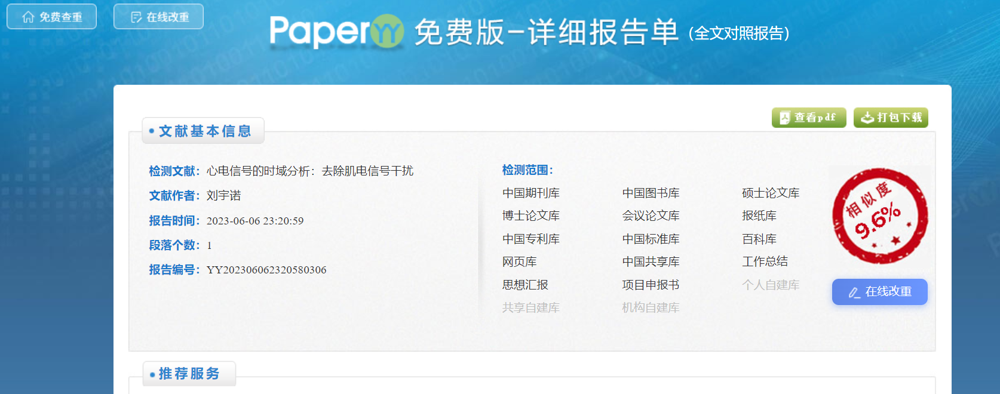 免费查重
在线改重
PaperYY 免费版-详细报告单（全文对照报告）
查看pdf
打包下载
文献基本信息
检测文献：心电信号的时域分析：去除肌电信号干扰
文献作者：刘宇诺
报告时间：2023-06-06 23:20:59
段落个数：1
报告编号：YY202306062320580306
检测范围：
中国期刊库 中国图书库 硕士论文库
博士论文库 会议论文库 报纸库
中国专利库 中国标准库 百科库
网页库 中国共享库 工作总结
思想汇报 项目申报书 个人自建库
共享自建库 机构自建库
相似度
9.6%
在线改重
推荐服务